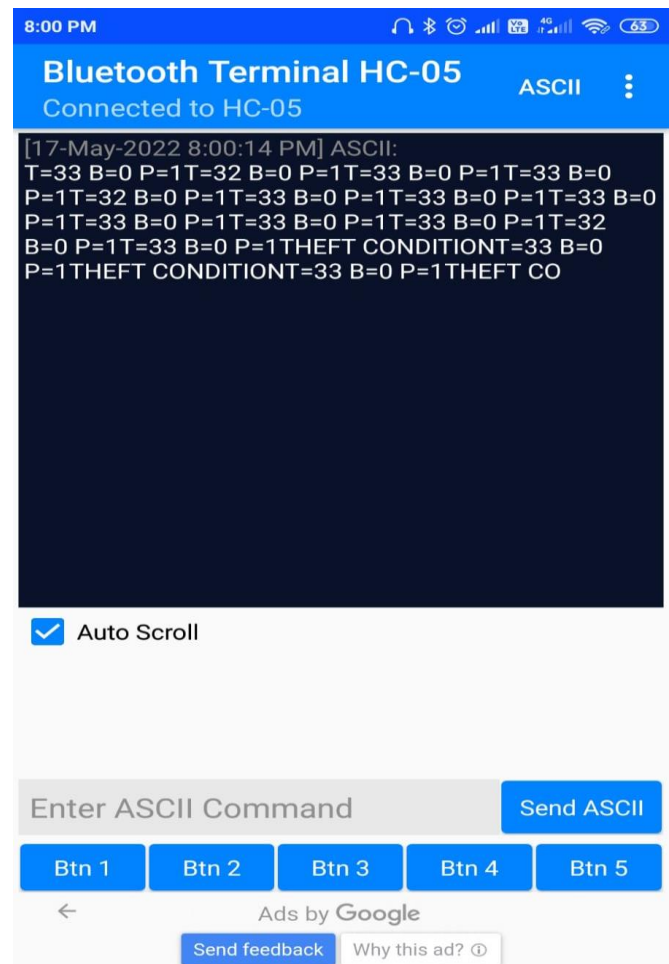 8:00 PM Vo LTE 4G 63
Bluetooth Terminal HC-05
ASCII
Connected to HC-05
[17-May-2022 8:00:14 PM] ASCII:
T=33 B=0 P=1T=32 B=0 P=1T=33 B=0 P=1T=33 B=0
P=1T=32 B=0 P=1T=33 B=0 P=1T=33 B=0 P=1T=33 B=0
P=1T=33 B=0 P=1T=33 B=0 P=1T=33 B=0 P=1T=32
B=0 P=1T=33 B=0 P=1THEFT CONDITIONT=33 B=0
P=1THEFT CONDITIONT=33 B=0 P=1THEFT CO
Auto Scroll
Enter ASCII Command
Send ASCII
Btn 1 Btn 2 Btn 3 Btn 4 Btn 5
Ads by Google
Send feedback Why this ad?